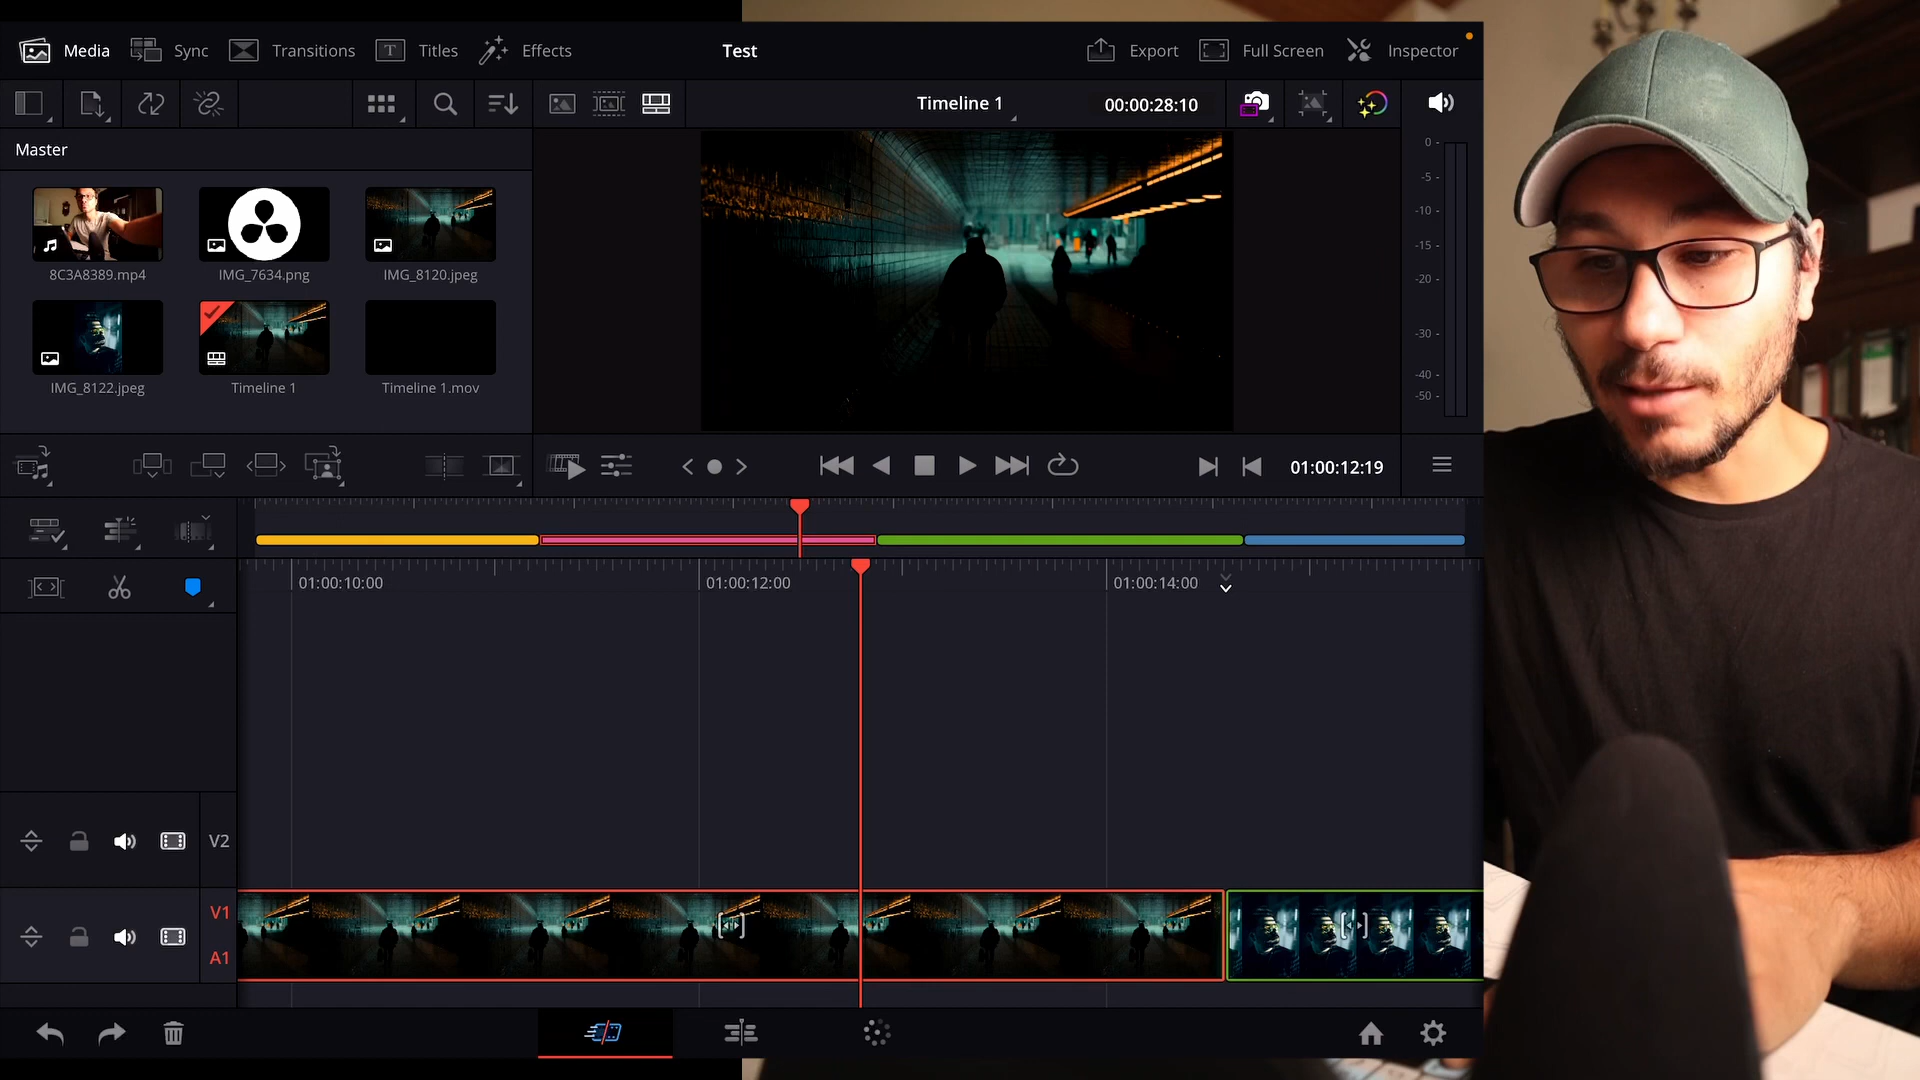 Media Sync Transitions Titles Effects Test Export Full Screen Inspector
Timeline 1 00:00:28:10
Master
8C3A8389.mp4 IMG_7634.png IMG_8120.jpeg
IMG_8122.jpeg Timeline 1 Timeline 1.mov
0
-5
-10
-15
-20
-30
-40
-50
01:00:12:19
01:00:10:00 01:00:12:00 01:00:14:00
V2
V1
A1